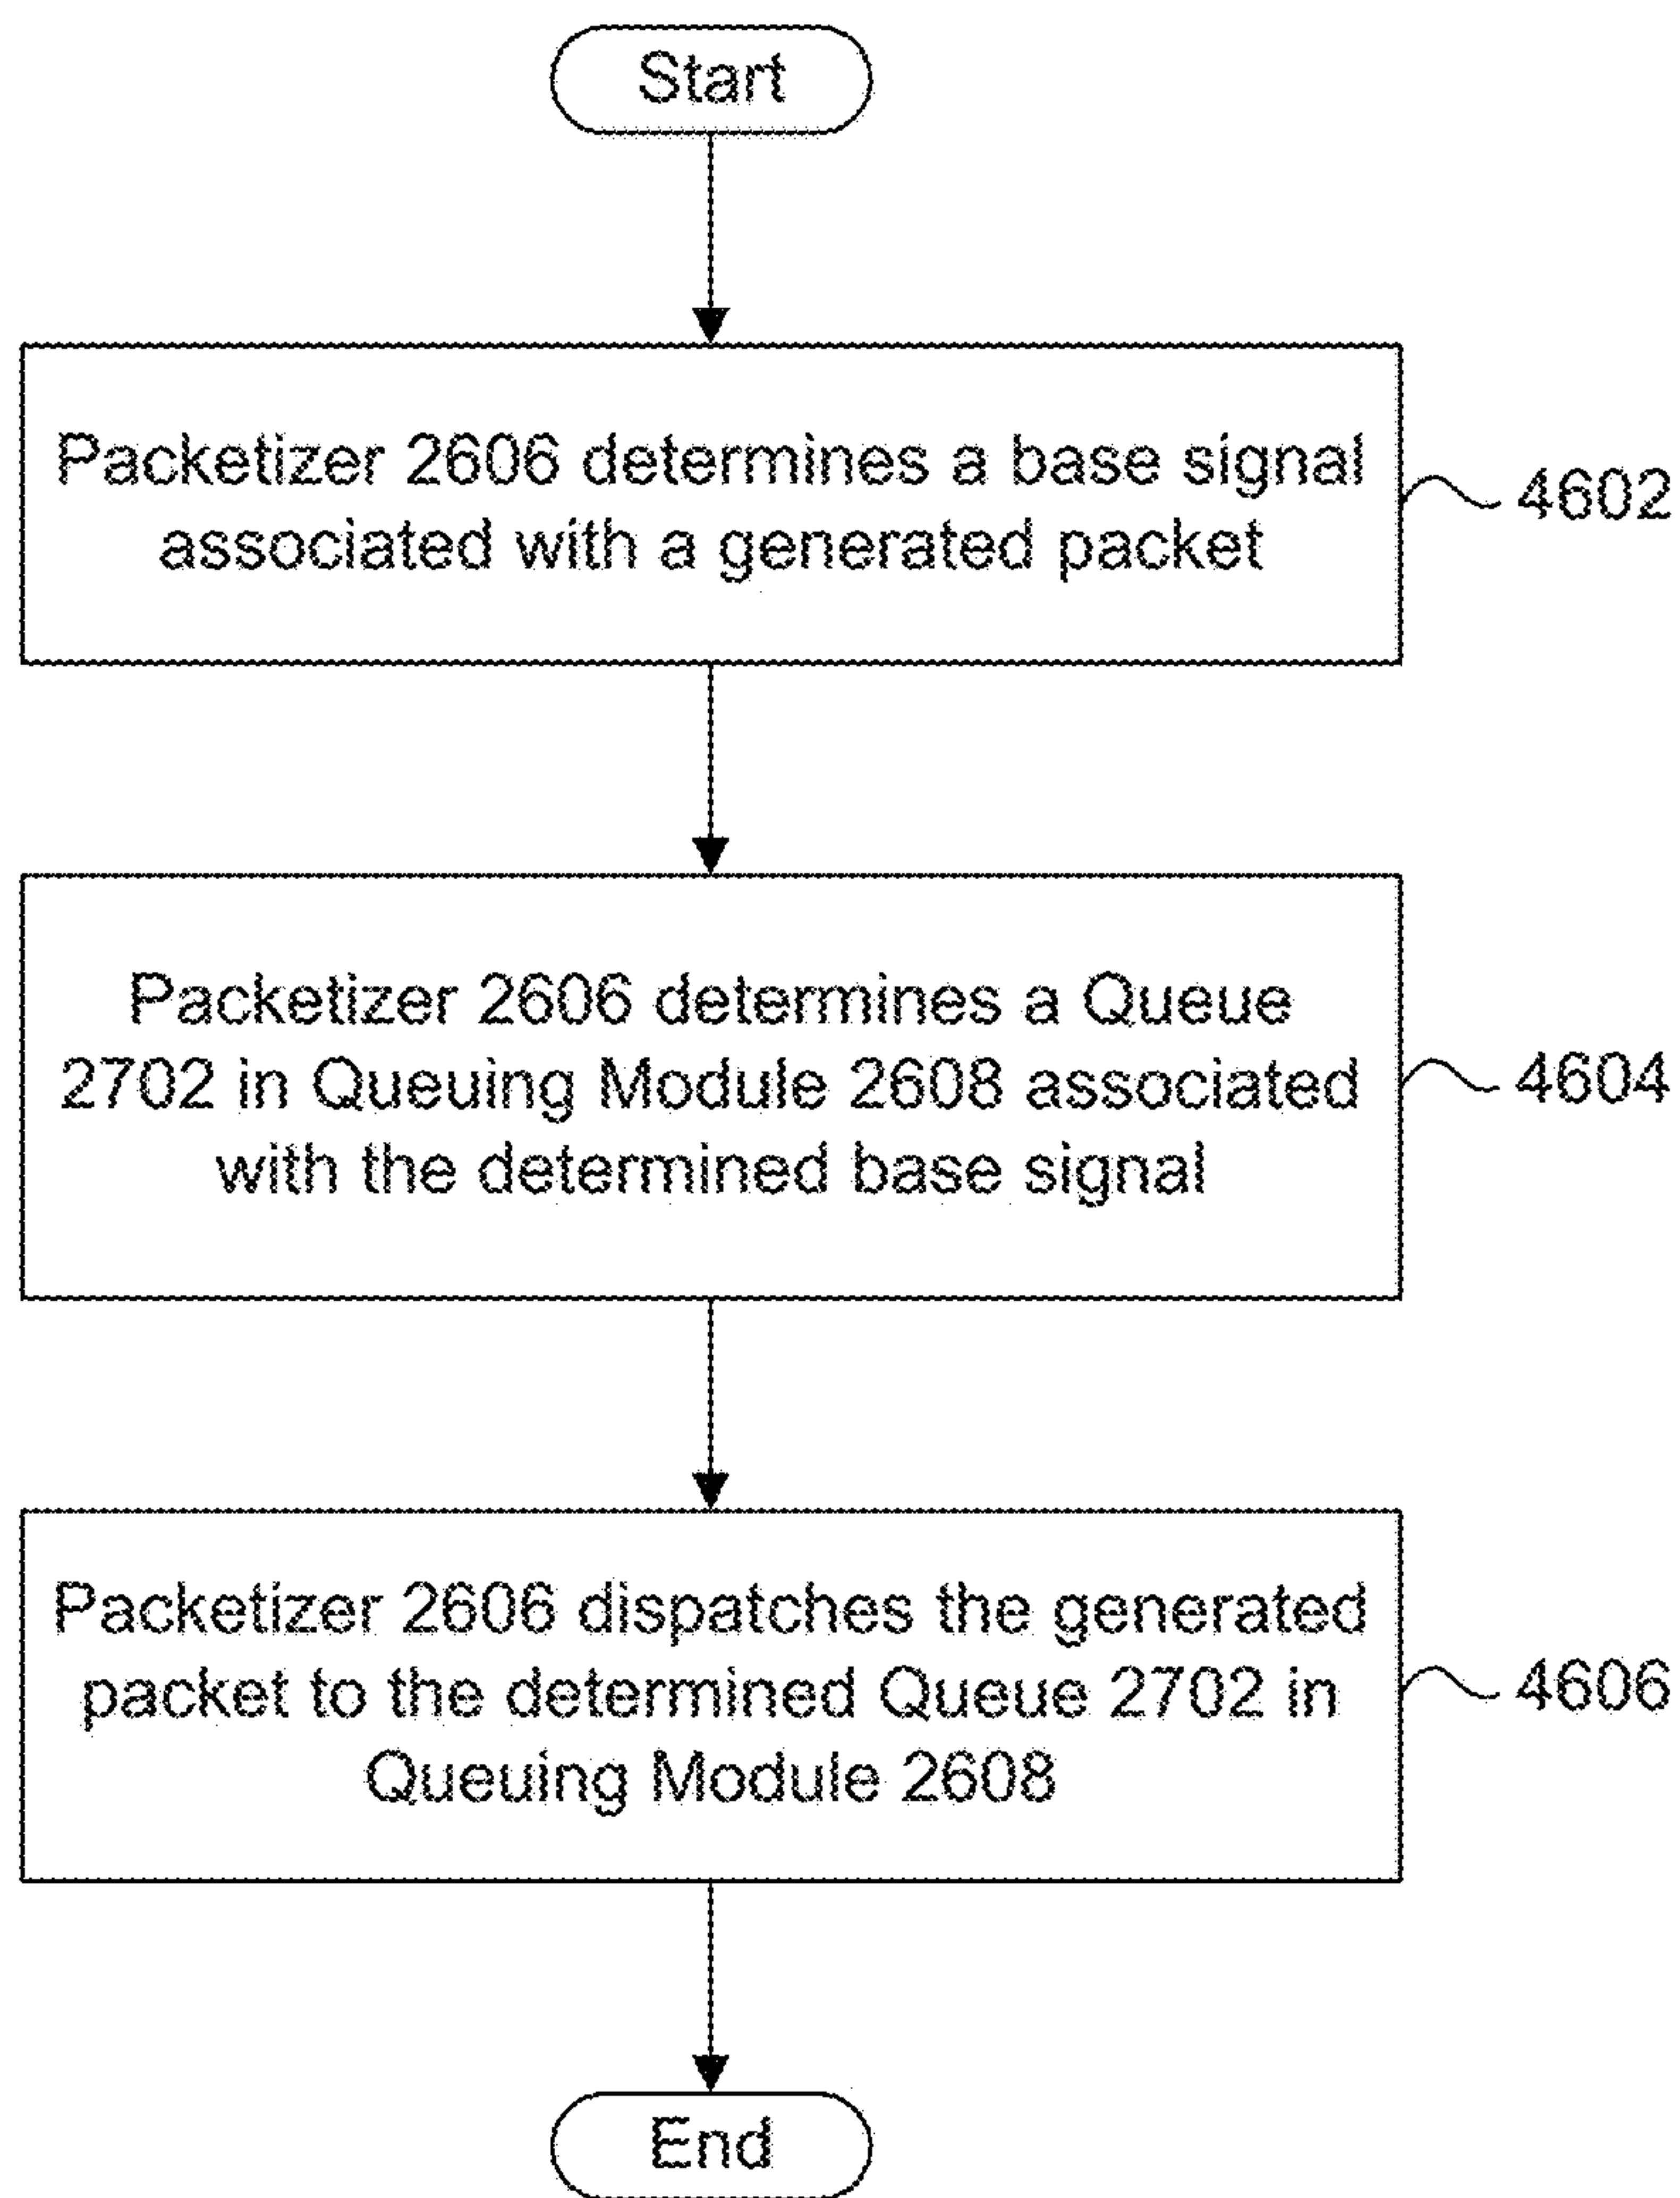 Start
Packetizer 2606 determines a base signal
associated with a generated packet
4602
Packetizer 2606 determines a Queue
2702 in Queuing Module 2608 associated
with the determined base signal
4604
Packetizer 2606 dispatches the generated
packet to the determined Queue 2702 in
Queuing Module 2608
4606
End